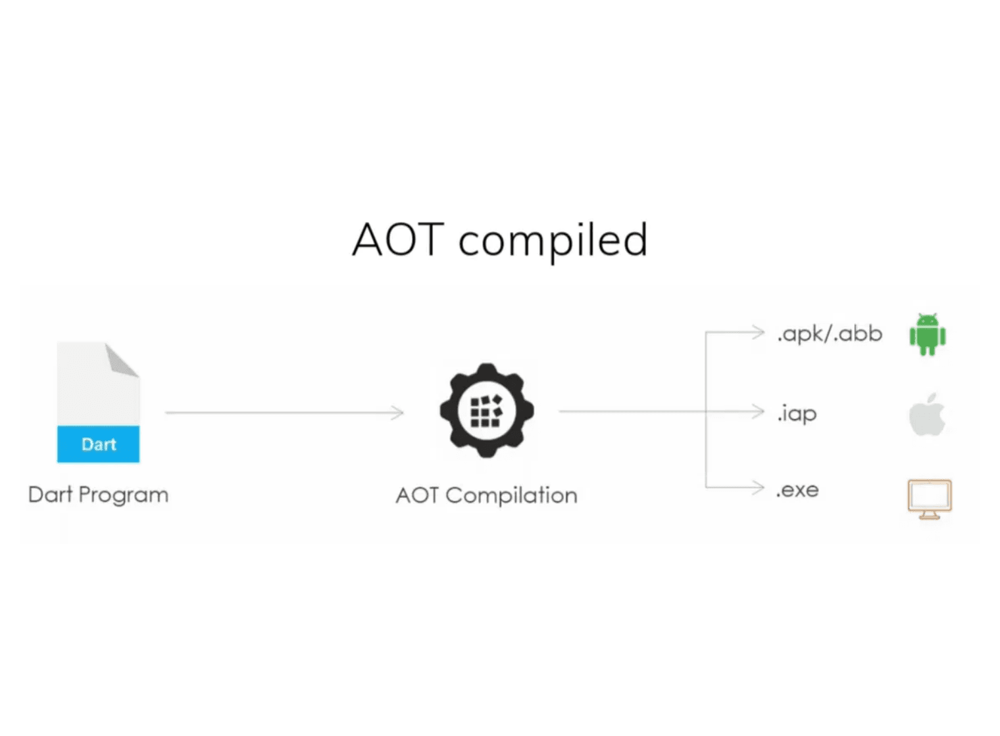 AOT compiled
Dart
Dart Program
AOT Compilation
.apk/.abb
.iap
.exe